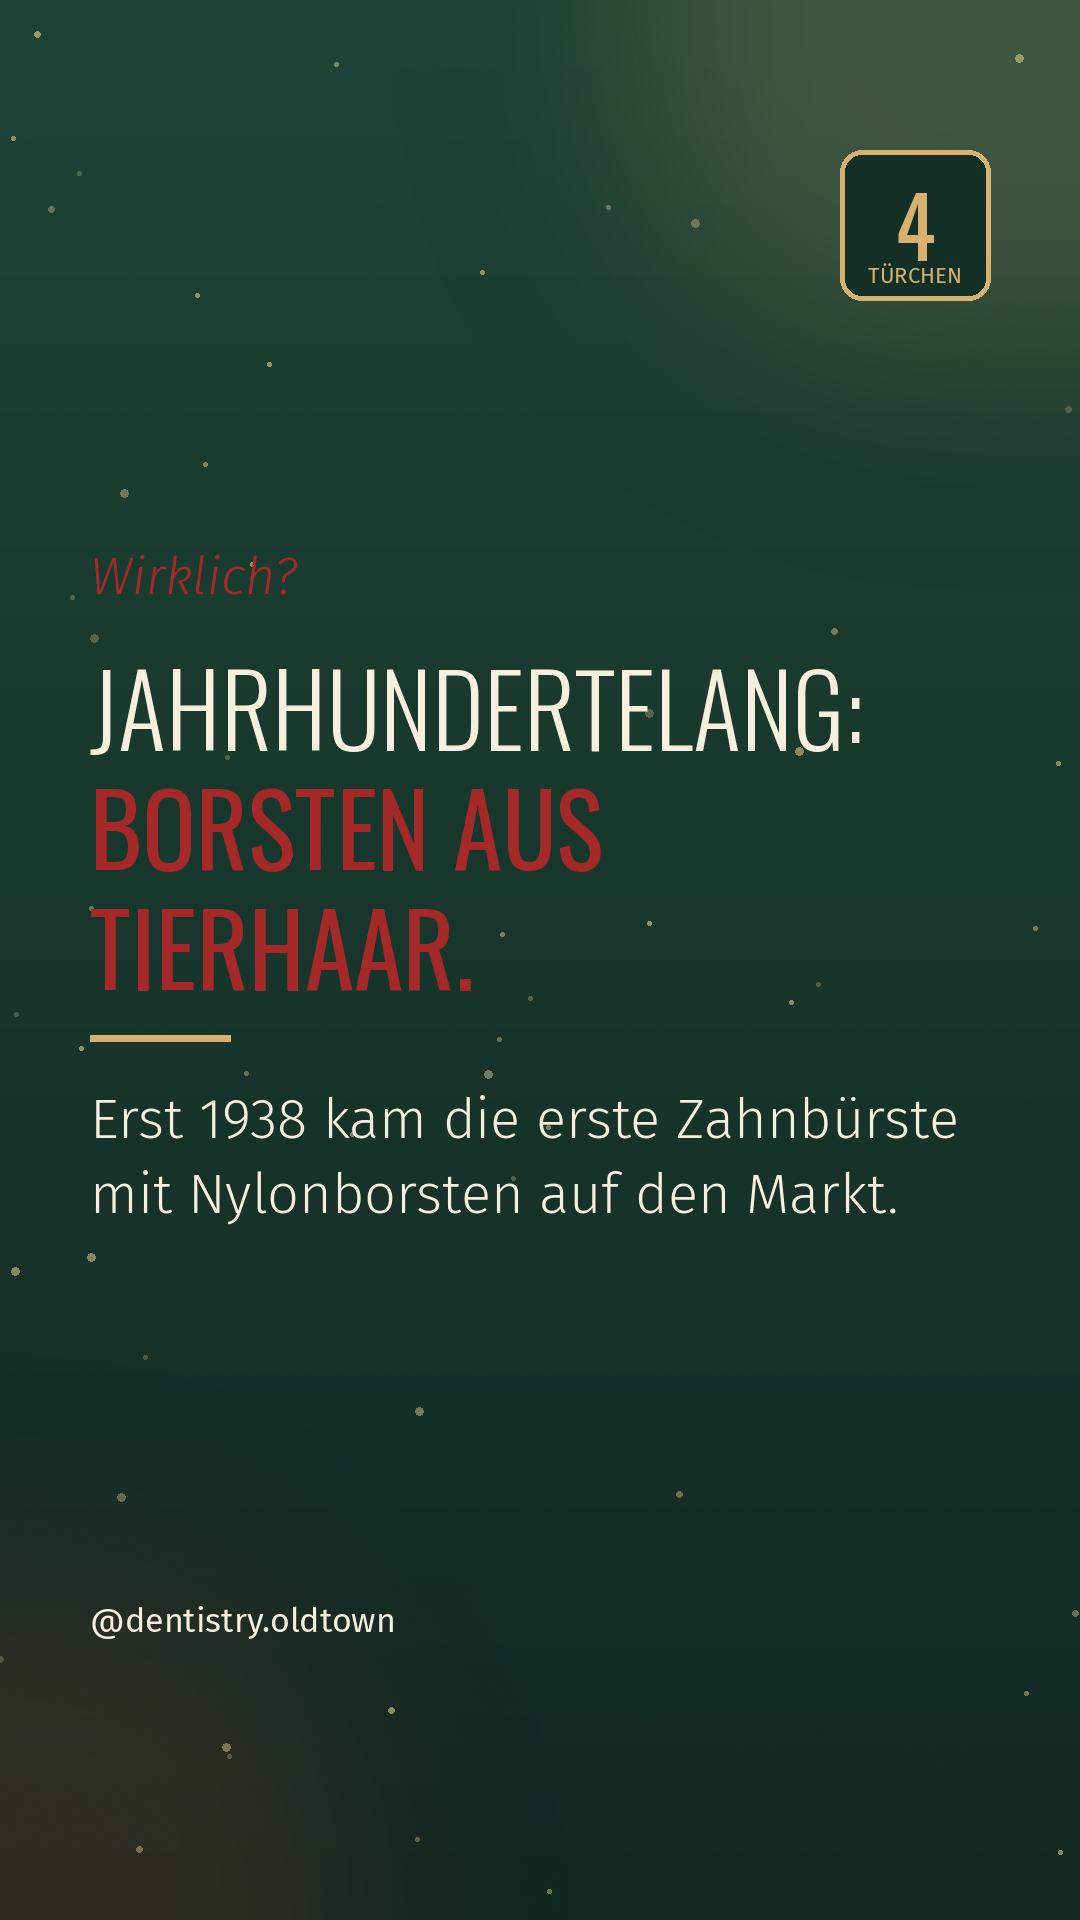 4
TÜRCHEN
Wirklich?
JAHRHUNDERTELANG:
BORSTEN AUS
TIERHAAR.
Erst 1938 kam die erste Zahnbürste
mit Nylonborsten auf den Markt.
@dentistry.oldtown